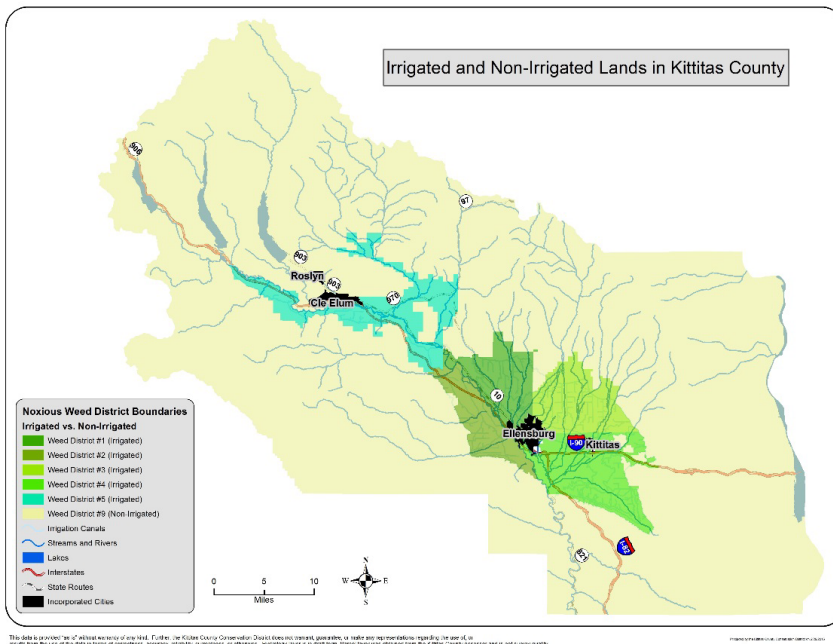 Irrigated and Non-Irrigated Lands in Kittitas County
906
97
903
Roslyn
903
Cle Elum
970
10
Ellensburg
I-90
Kittitas
I-82
821
Noxious Weed District Boundaries
Irrigated vs. Non-Irrigated
Weed District #1 (Irrigated)
Weed District #2 (Irrigated)
Weed District #3 (Irrigated)
Weed District #4 (Irrigated)
Weed District #5 (Irrigated)
Weed District #9 (Non Irrigated)
Irrigation Canals
Streams and Rivers
Lakes
Interstates
State Routes
Incorporated Cities
0 5 10
Miles
N
W E
S
This data is provided "as is" without warranty of any kind. Further, the Kittitas County Conservation District does not warrant, guarantee, or make any representations regarding the use of, or